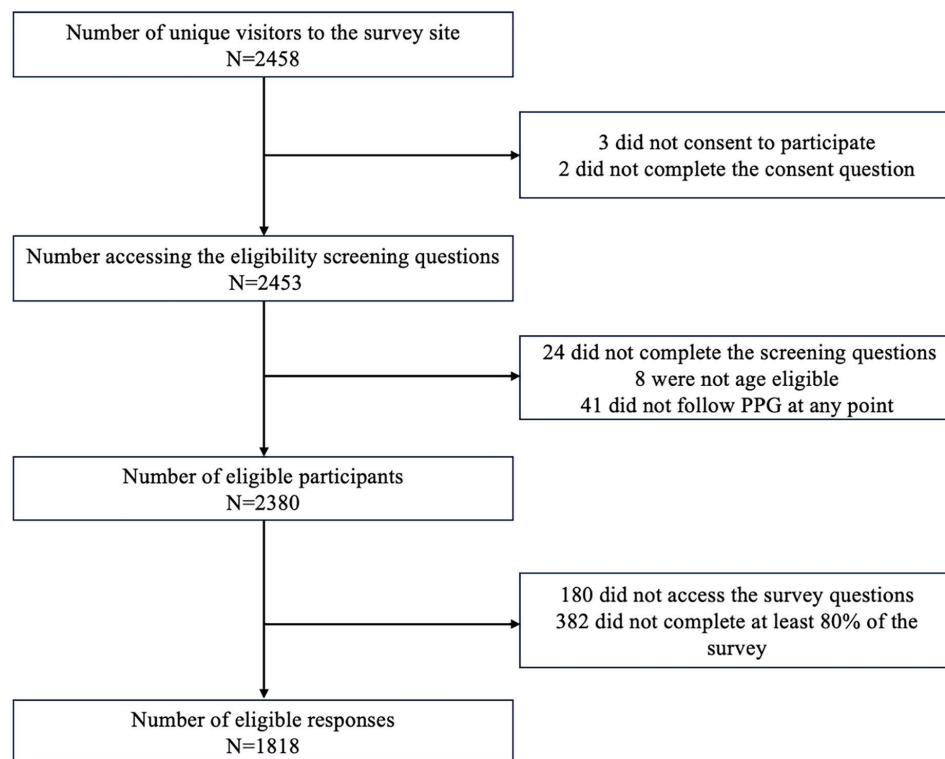 Number of unique visitors to the survey site
N=2458
3 did not consent to participate
2 did not complete the consent question
Number accessing the eligibility screening questions
N=2453
24 did not complete the screening questions
8 were not age eligible
41 did not follow PPG at any point
Number of eligible participants
N=2380
180 did not access the survey questions
382 did not complete at least 80% of the
survey
Number of eligible responses
N=1818